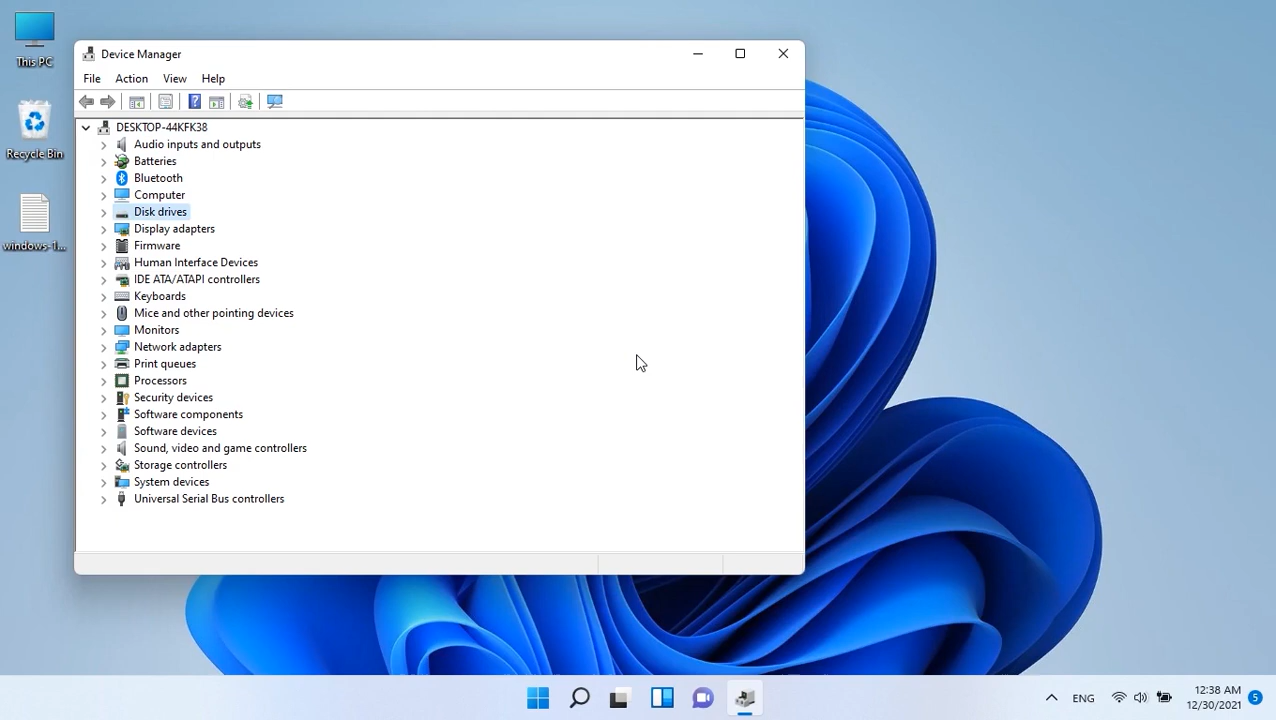 This PC
Recycle Bin
windows-1...
Device Manager
File Action View Help
DESKTOP-44KFK38
Audio inputs and outputs
Batteries
Bluetooth
Computer
Disk drives
Display adapters
Firmware
Human Interface Devices
IDE ATA/ATAPI controllers
Keyboards
Mice and other pointing devices
Monitors
Network adapters
Print queues
Processors
Security devices
Software components
Software devices
Sound, video and game controllers
Storage controllers
System devices
Universal Serial Bus controllers
ENG
12:38 AM
12/30/2021
5